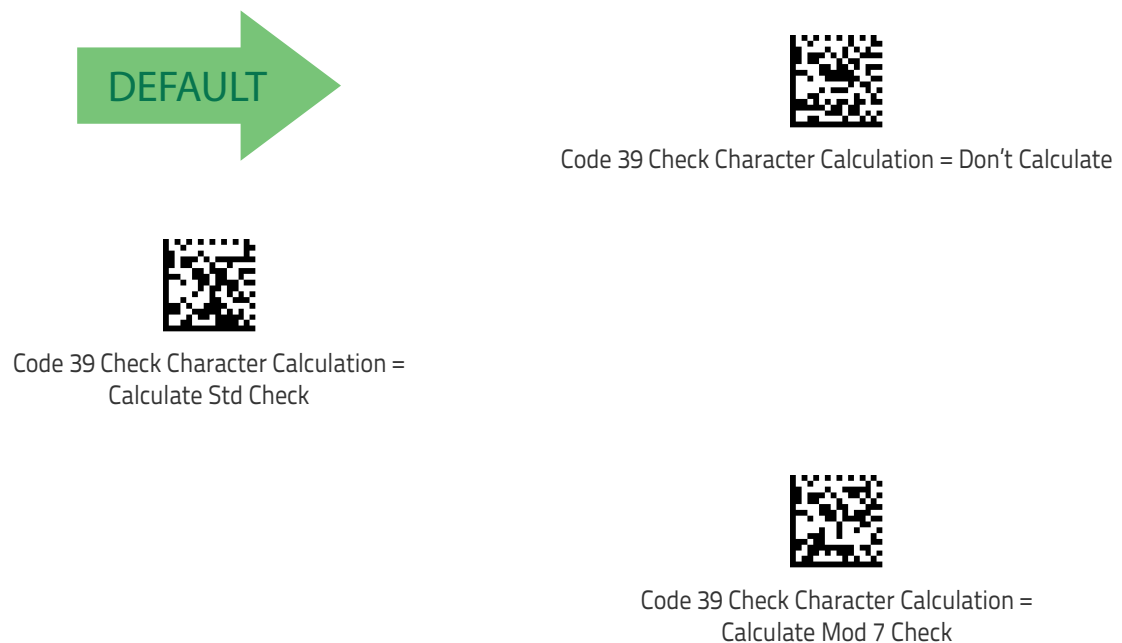 DEFAULT
Code 39 Check Character Calculation = Don't Calculate
Code 39 Check Character Calculation =
Calculate Std Check
Code 39 Check Character Calculation =
Calculate Mod 7 Check